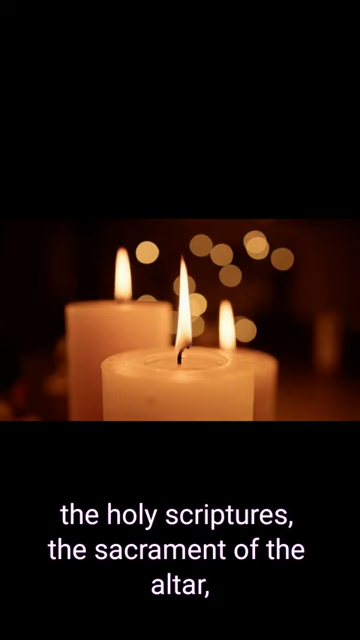 the holy scriptures,
the sacrament of the
altar,